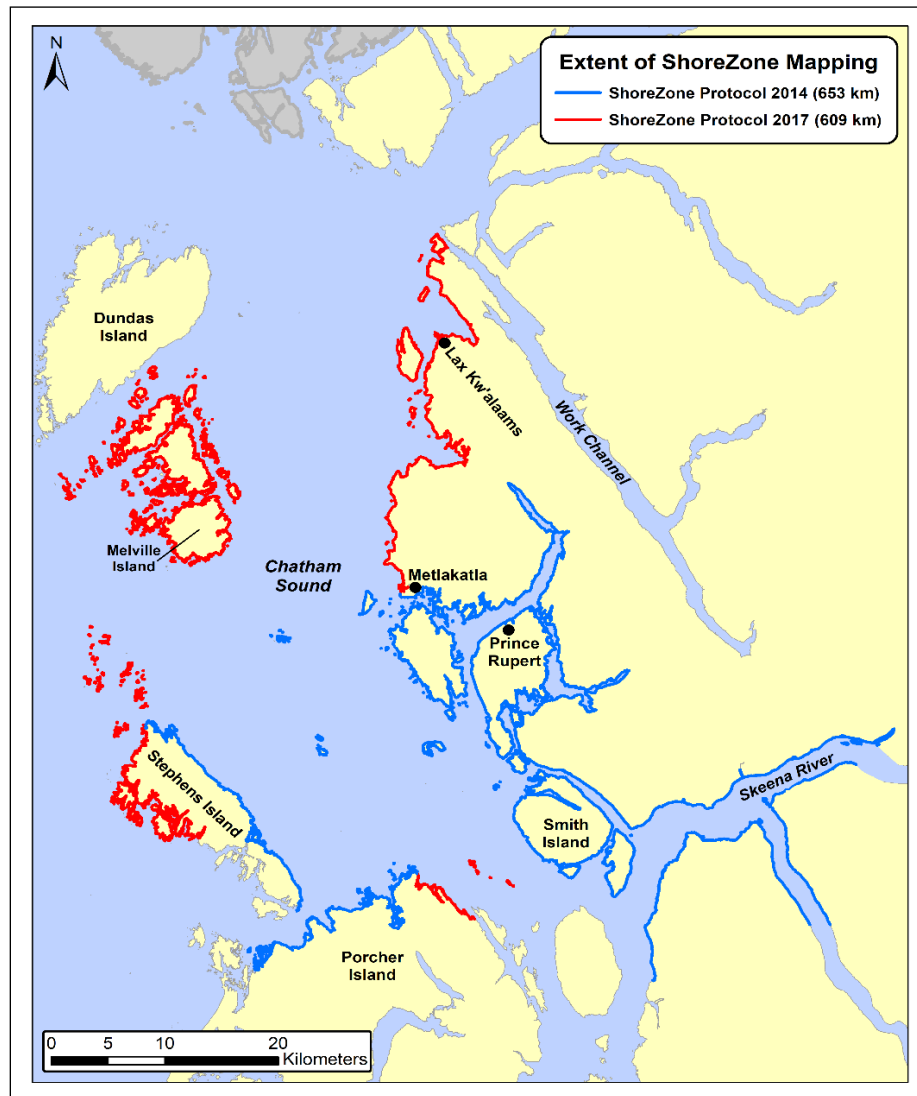 N
Extent of ShoreZone Mapping
ShoreZone Protocol 2014 (653 km)
ShoreZone Protocol 2017 (609 km)
Dundas
Island
Lax Kw'alaams
Work Channel
Melville
Island
Chatham
Sound
Metlakatla
Prince
Rupert
Stephens Island
Skeena River
Smith
Island
Porcher
Island
0 5 10 20
Kilometers